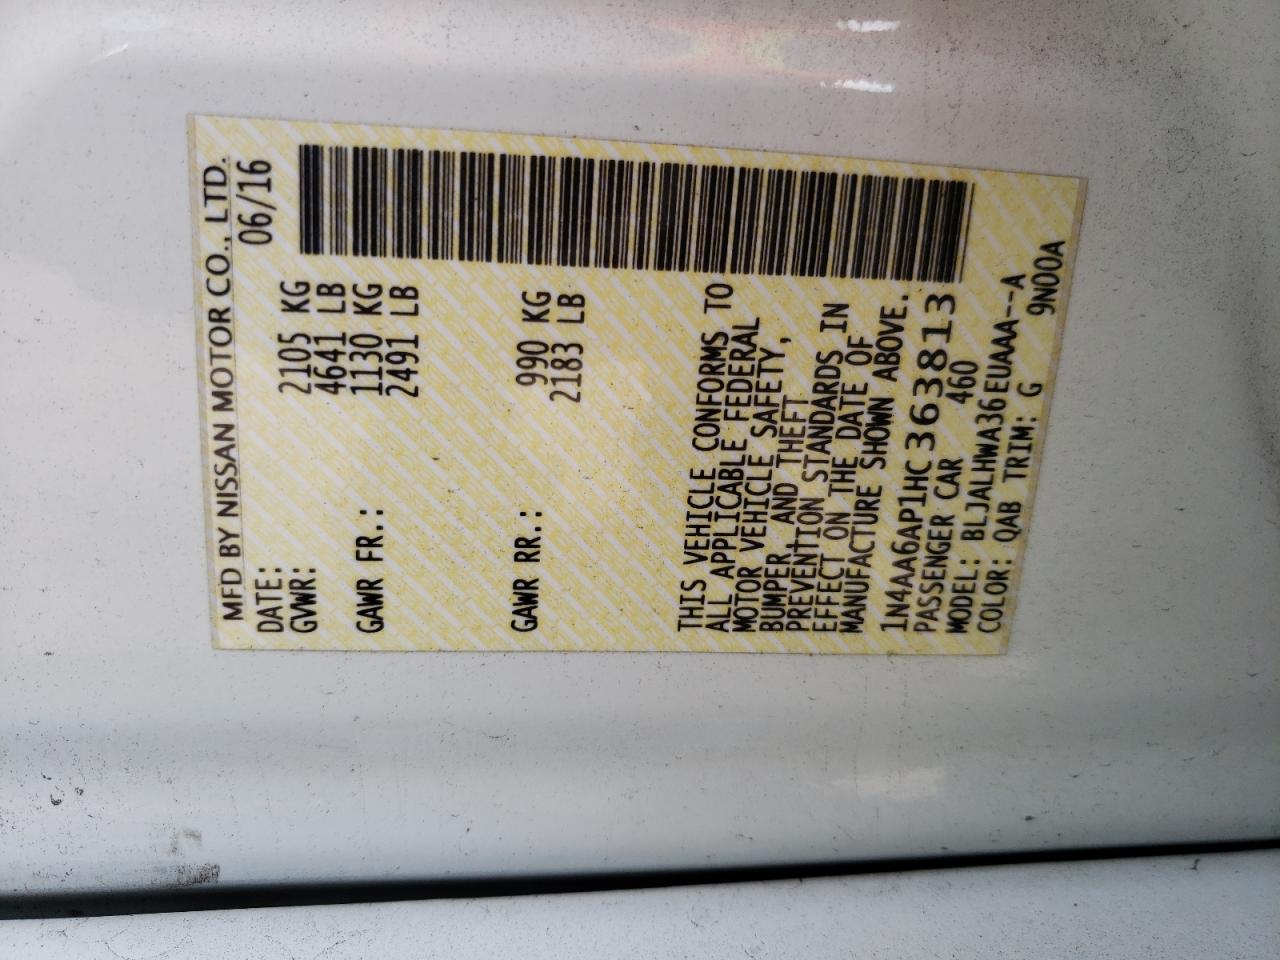 MFD BY NISSAN MOTOR CO., LTD.
DATE: 06/16
GVWR: 2105 KG
4641 LB
GAWR FR.: 1130 KG
2491 LB
GAWR RR.: 990 KG
2183 LB
THIS VEHICLE CONFORMS TO
ALL APPLICABLE FEDERAL
MOTOR VEHICLE SAFETY,
BUMPER AND THEFT
PREVENTION STANDARDS IN
EFFECT ON THE DATE OF
MANUFACTURE SHOWN ABOVE.
1N4AA6AP1HC363813
PASSENGER CAR 460
MODEL: BLJALHWA36EUAAA--A
COLOR: QAB TRIM: G 9N00A